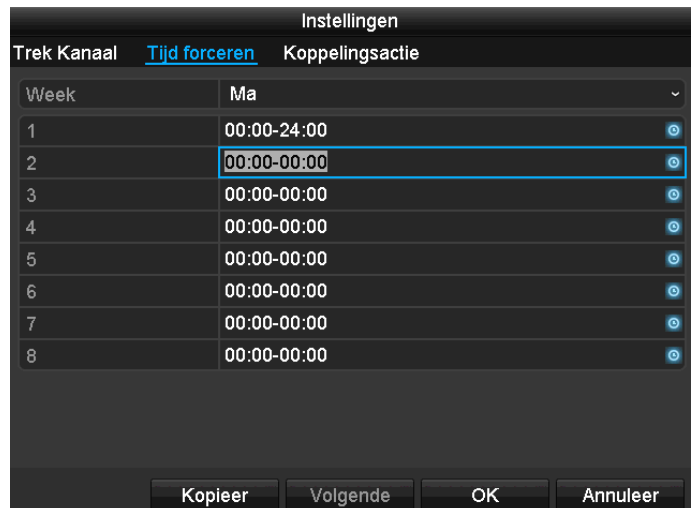 Instellingen
Trek Kanaal Tijd forceren Koppelingsactie
Week Ma
1 00:00-24:00
2 00:00-00:00
3 00:00-00:00
4 00:00-00:00
5 00:00-00:00
6 00:00-00:00
7 00:00-00:00
8 00:00-00:00
Kopieer Volgende OK Annuleer